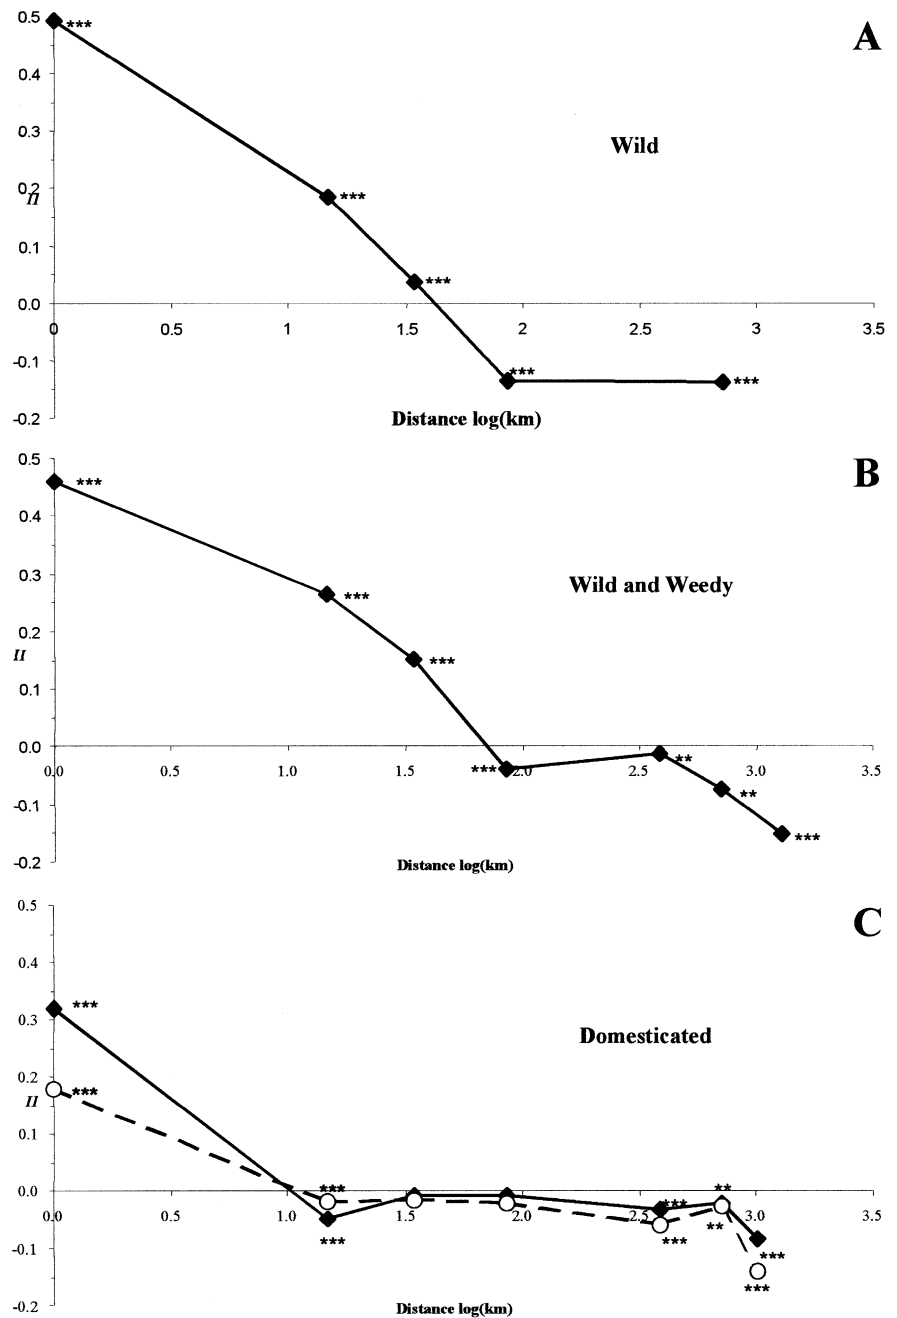 A
0.5
***
0.4
0.3
Wild
0.2
II
***
0.1
***
0.0
0 0.5 1 1.5 2 2.5 3 3.5
-0.1
*** ***
-0.2
Distance log(km)
B
0.5
***
0.4
0.3
Wild and Weedy
***
0.2
II
***
0.1
0.0
0.0 0.5 1.0 1.5 2.0 2.5 3.0 3.5
*** ** ** ***
-0.1
-0.2
Distance log(km)
C
0.5
0.4
***
0.3
Domesticated
0.2
II
***
0.1
*** **
0.0
***
0.0 0.5 1.0 1.5 2.0 2.5 3.0 3.5
**
*** *** ***
-0.1
***
-0.2
Distance log(km)